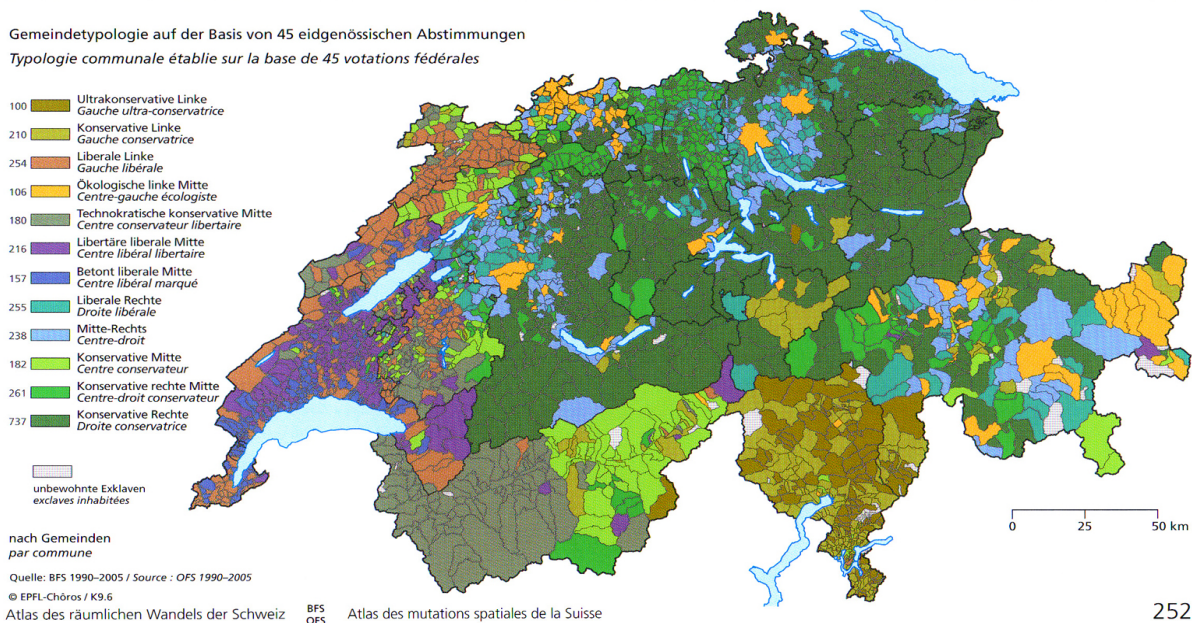 Gemeindetypologie auf der Basis von 45 eidgenössischen Abstimmungen
Typologie communale établie sur la base de 45 votations fédérales
100 Ultrakonservative Linke
Gauche ultra-conservatrice
210 Konservative Linke
Gauche conservatrice
254 Liberale Linke
Gauche libérale
106 Ökologische linke Mitte
Centre-gauche écologiste
180 Technokratische konservative Mitte
Centre conservateur libertaire
216 Libertäre liberale Mitte
Centre libéral libertaire
157 Betont liberale Mitte
Centre libéral marqué
255 Liberale Rechte
Droite libérale
238 Mitte-Rechts
Centre-droit
182 Konservative Mitte
Centre conservateur
261 Konservative rechte Mitte
Centre-droit conservateur
737 Konservative Rechte
Droite conservatrice
unbewohnte Exklaven
exclaves inhabitées
0 25 50 km
nach Gemeinden
par commune
Quelle: BFS 1990–2005 / Source : OFS 1990–2005
© EPFL-Chôros / K9.6
Atlas des räumlichen Wandels der Schweiz BFS Atlas des mutations spatiales de la Suisse 252
OFS